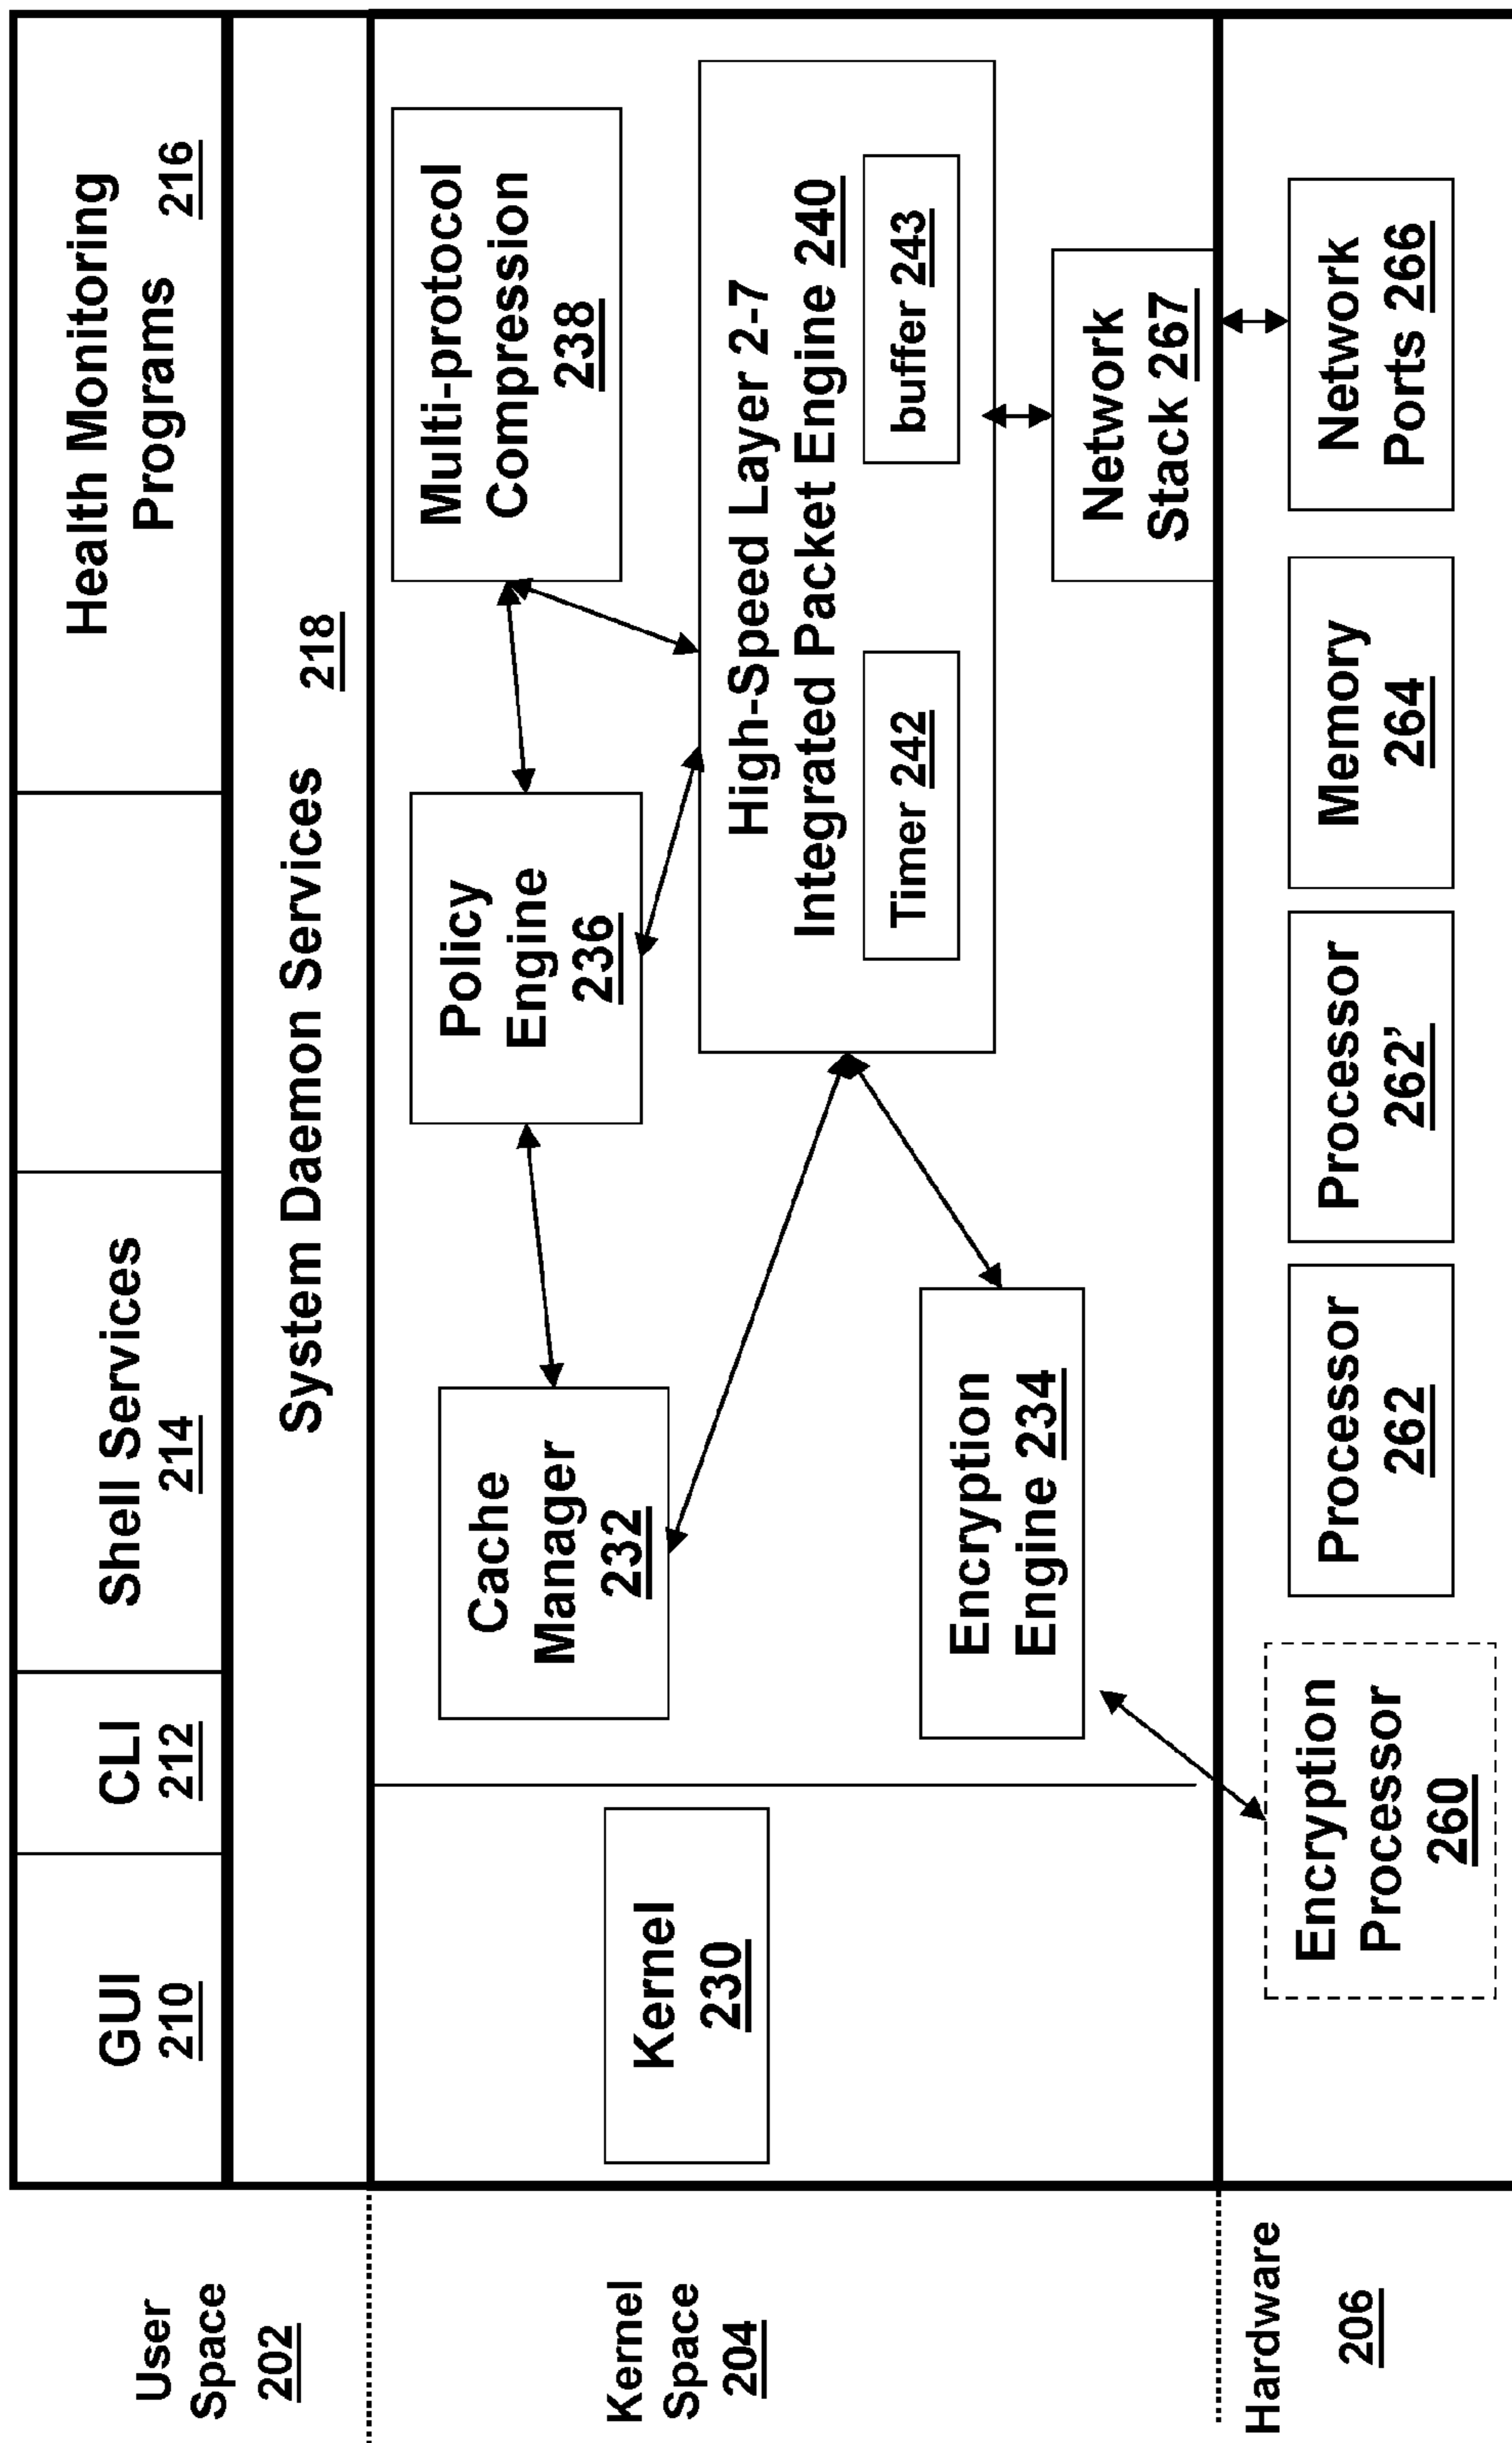 User
Space
202
GUI
210
CLI
212
Shell Services
214
Health Monitoring
Programs 216
System Daemon Services 218
Kernel
Space
204
Kernel
230
Cache
Manager
232
Policy
Engine
236
Multi-protocol
Compression
238
High-Speed Layer 2-7
Integrated Packet Engine 240
Timer 242
buffer 243
Encryption
Engine 234
Network
Stack 267
Hardware
206
Encryption
Processor
260
Processor
262
Processor
262’
Memory
264
Network
Ports 266